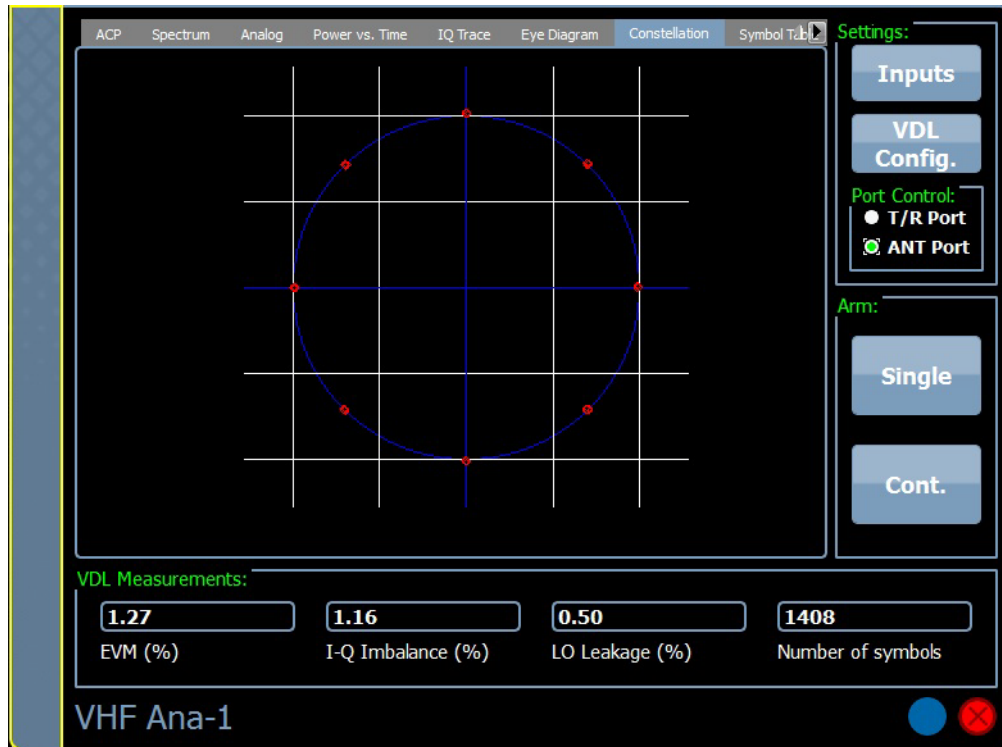 ACP Spectrum Analog Power vs. Time IQ Trace Eye Diagram Constellation Symbol Table
Settings:
Inputs
VDL
Config.
Port Control:
T/R Port
ANT Port
Arm:
Single
Cont.
VDL Measurements:
1.27 1.16 0.50 1408
EVM (%) I-Q Imbalance (%) LO Leakage (%) Number of symbols
VHF Ana-1